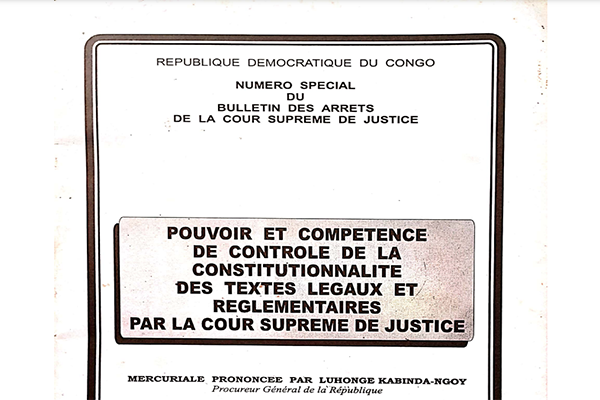 REPUBLIQUE DEMOCRATIQUE DU CONGO
NUMERO SPECIAL
DU
BULLETIN DES ARRETS
DE LA COUR SUPREME DE JUSTICE
POUVOIR ET COMPETENCE
DE CONTROLE DE LA
CONSTITUTIONNALITE
DES TEXTES LEGAUX ET
REGLEMENTAIRES
PAR LA COUR SUPREME DE JUSTICE
MERCURIALE PRONONCEE PAR LUHONGE KABINDA-NGOY
Procureur Général de la République